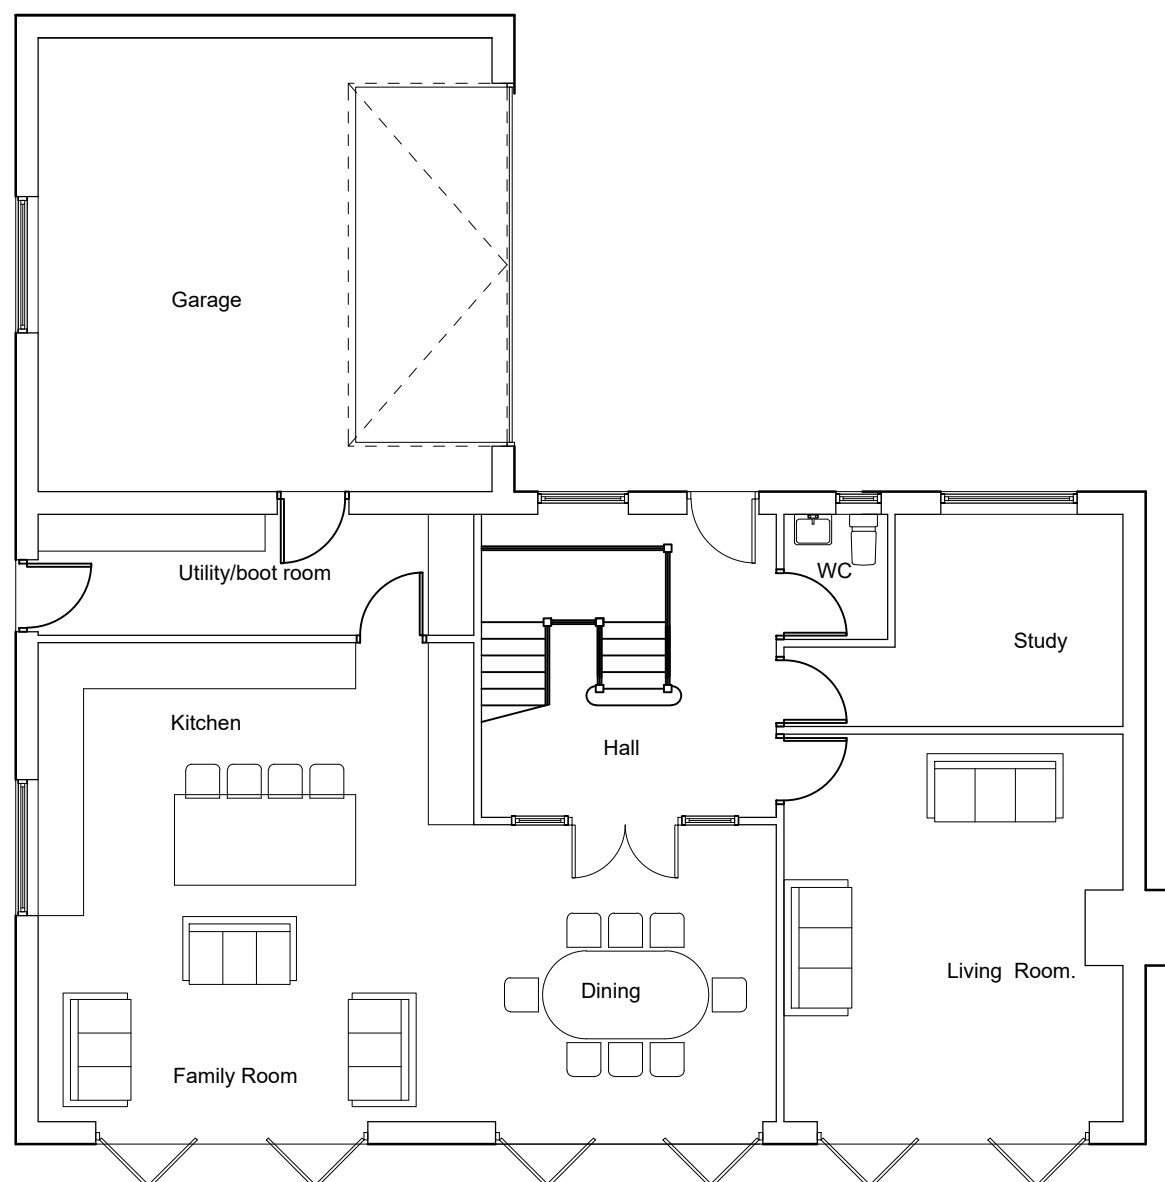 Garage
Utility/boot room
WC
Study
Kitchen
Hall
Living Room.
Dining
Family Room